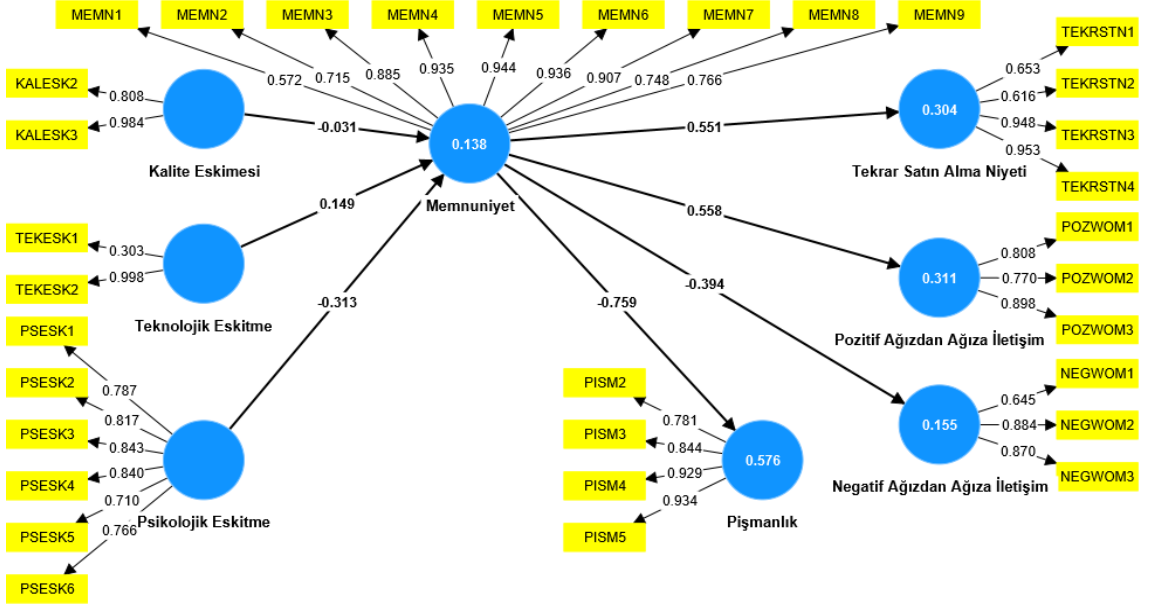 MEMN1
MEMN2
MEMN3
MEMN4
MEMN5
MEMN6
MEMN7
MEMN8
MEMN9
0.572
0.715
0.885
0.935
0.944
0.936
0.907
0.748
0.766
KALESK2
KALESK3
0.808
0.984
Kalite Eskimesi
-0.031
0.138
Memnuniyet
TEKESK1
TEKESK2
0.303
0.998
Teknolojik Eskitme
0.149
PSESK1
PSESK2
PSESK3
PSESK4
PSESK5
PSESK6
0.787
0.817
0.843
0.840
0.710
0.766
Psikolojik Eskitme
-0.313
0.551
0.304
Tekrar Satın Alma Niyeti
0.653
0.616
0.948
0.953
TEKRSTN1
TEKRSTN2
TEKRSTN3
TEKRSTN4
0.558
0.311
Pozitif Ağızdan Ağıza İletişim
0.808
0.770
0.898
POZWOM1
POZWOM2
POZWOM3
-0.394
0.155
Negatif Ağızdan Ağıza İletişim
0.645
0.884
0.870
NEGWOM1
NEGWOM2
NEGWOM3
-0.759
0.576
Pişmanlık
PISM2
PISM3
PISM4
PISM5
0.781
0.844
0.929
0.934